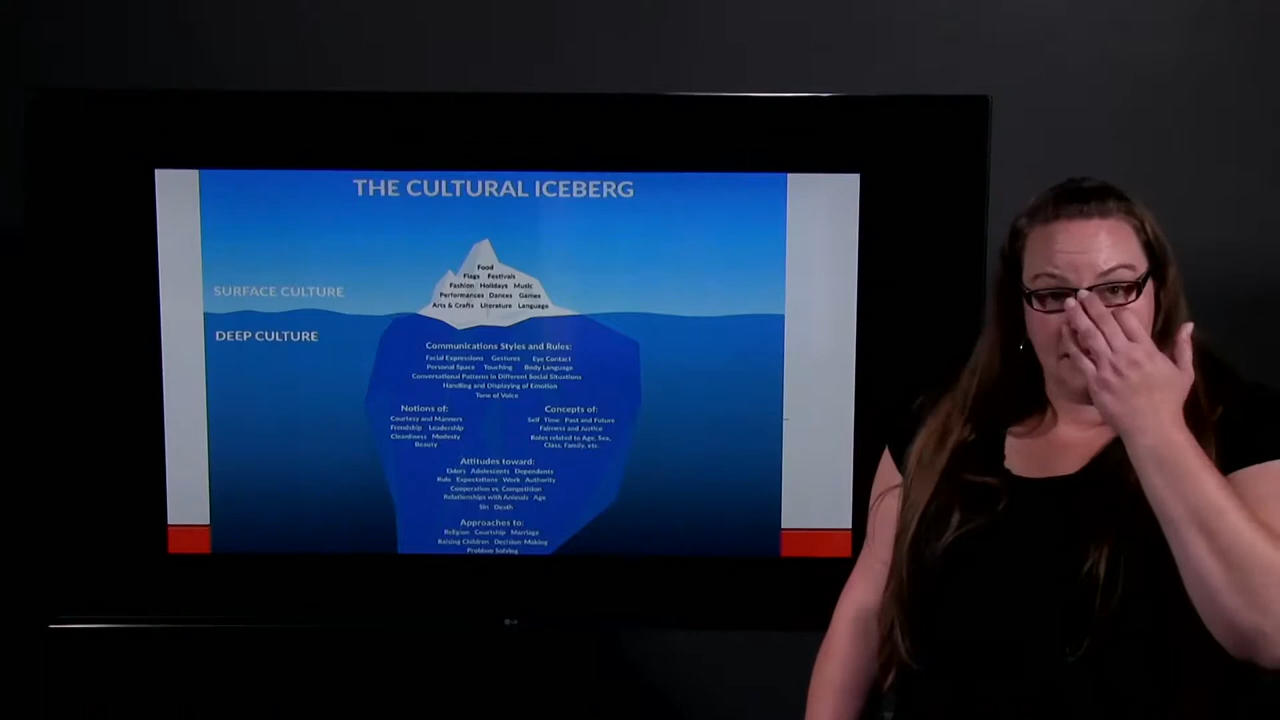 THE CULTURAL ICEBERG
Food
Flags Festivals
Fashion Holidays Music
Performances Dances Games
Arts & Crafts Literature Language
SURFACE CULTURE
DEEP CULTURE
Communications Styles and Rules:
Facial Expressions Gestures Eye Contact
Personal Space Touching Body Language
Conversational Patterns in Different Social Situations
Handling and Displaying of Emotion
Tone of Voice
Notions of:
Courtesy and Manners
Friendship Leadership
Cleanliness Modesty
Beauty
Concepts of:
Self Time Past and Future
Fairness and Justice
Roles related to Age, Sex,
Class, Family, etc.
Attitudes toward:
Elders Adolescents Dependents
Rule Expectations Work Authority
Cooperation vs. Competition
Relationships with Animals Age
Sin Death
Approaches to:
Religion Courtship Marriage
Raising Children Decision-Making
Problem Solving
LG